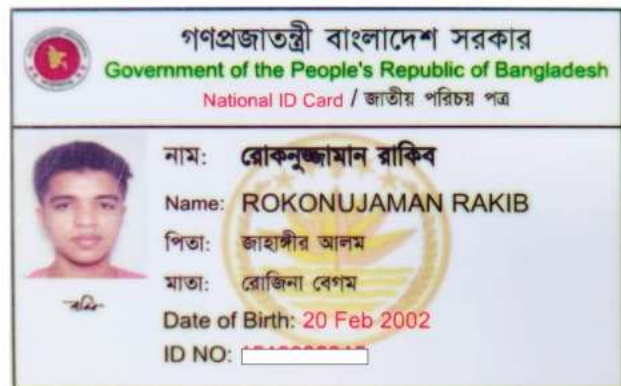 গণপ্রজাতন্ত্রী বাংলাদেশ সরকার
Government of the People's Republic of Bangladesh
National ID Card / জাতীয় পরিচয় পত্র
নাম: রোকনুজ্জামান রাকিব
Name: ROKONUJAMAN RAKIB
পিতা: জাহাঙ্গীর আলম
মাতা: রোজিনা বেগম
Date of Birth: 20 Feb 2002
ID NO: